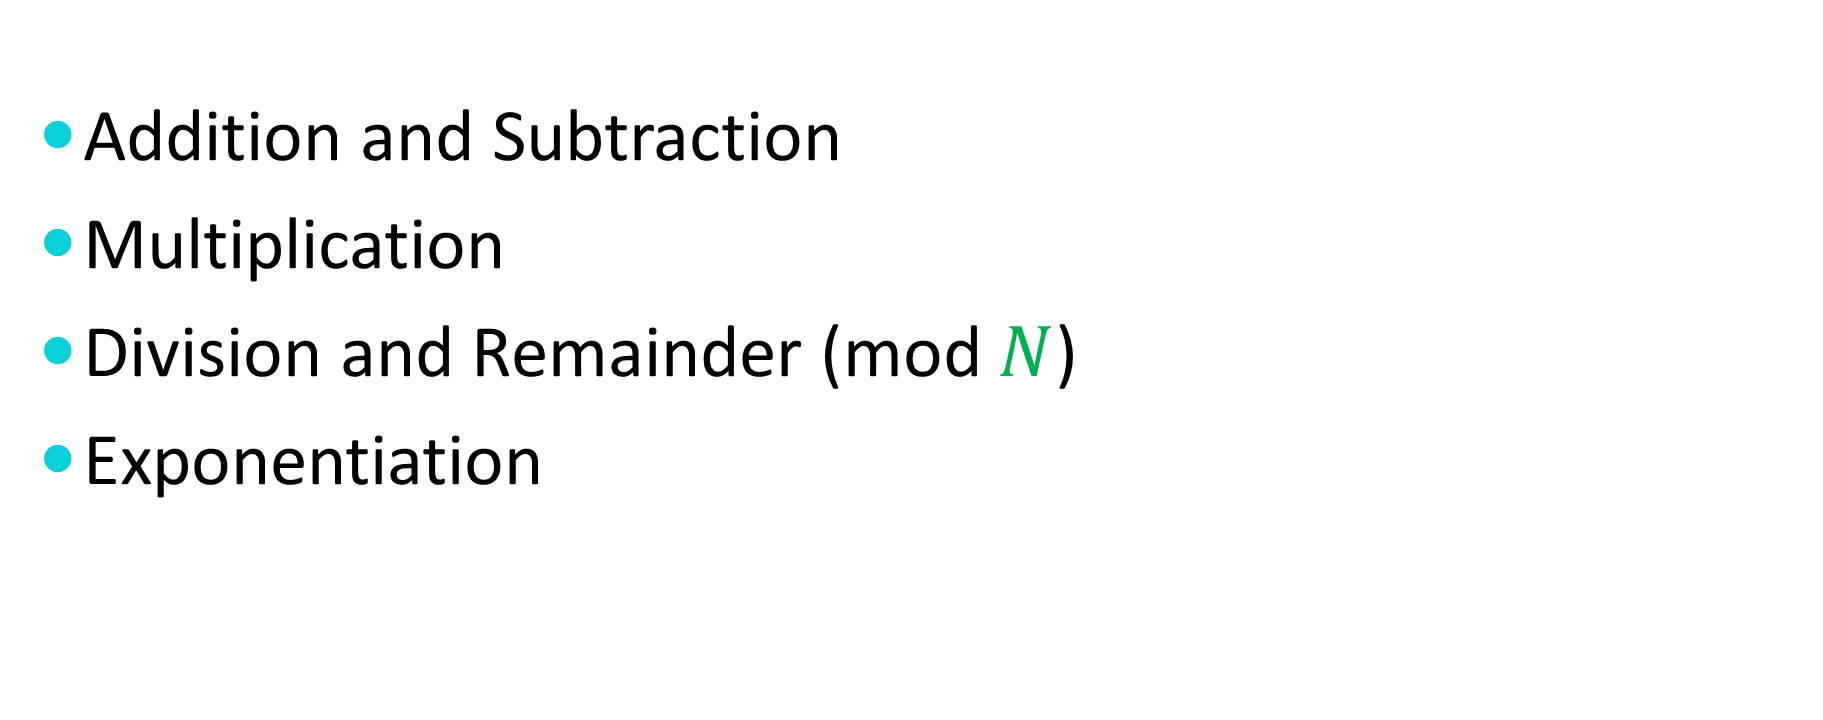 • Addition and Subtraction
• Multiplication
• Division and Remainder (mod N)
• Exponentiation